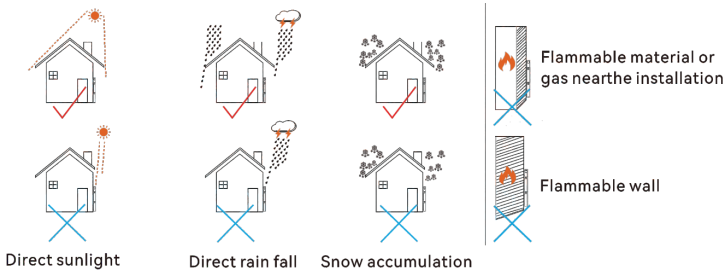 Flammable material or
gas nearthe installation
Flammable wall
Direct sunlight
Direct rain fall
Snow accumulation